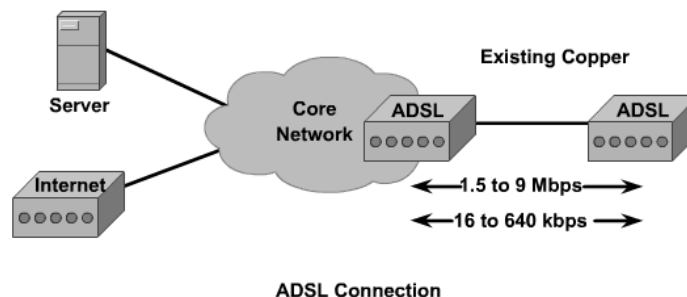 Existing Copper
Server
Core
Network
ADSL
ADSL
Internet
1.5 to 9 Mbps
16 to 640 kbps
ADSL Connection